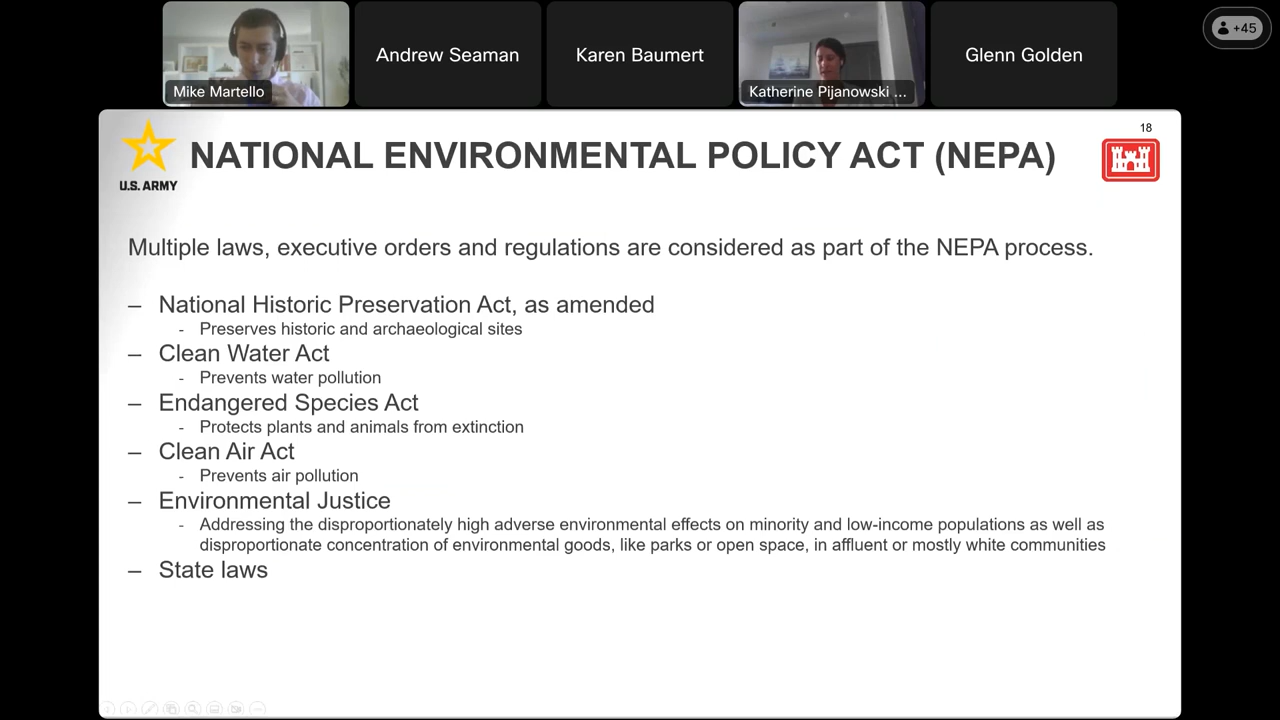 +45
Mike Martello
Andrew Seaman
Karen Baumert
Katherine Pijanowski ...
Glenn Golden
18
U.S. ARMY
NATIONAL ENVIRONMENTAL POLICY ACT (NEPA)
Multiple laws, executive orders and regulations are considered as part of the NEPA process.
– National Historic Preservation Act, as amended
- Preserves historic and archaeological sites
– Clean Water Act
- Prevents water pollution
– Endangered Species Act
- Protects plants and animals from extinction
– Clean Air Act
- Prevents air pollution
– Environmental Justice
- Addressing the disproportionately high adverse environmental effects on minority and low-income populations as well as
disproportionate concentration of environmental goods, like parks or open space, in affluent or mostly white communities
– State laws